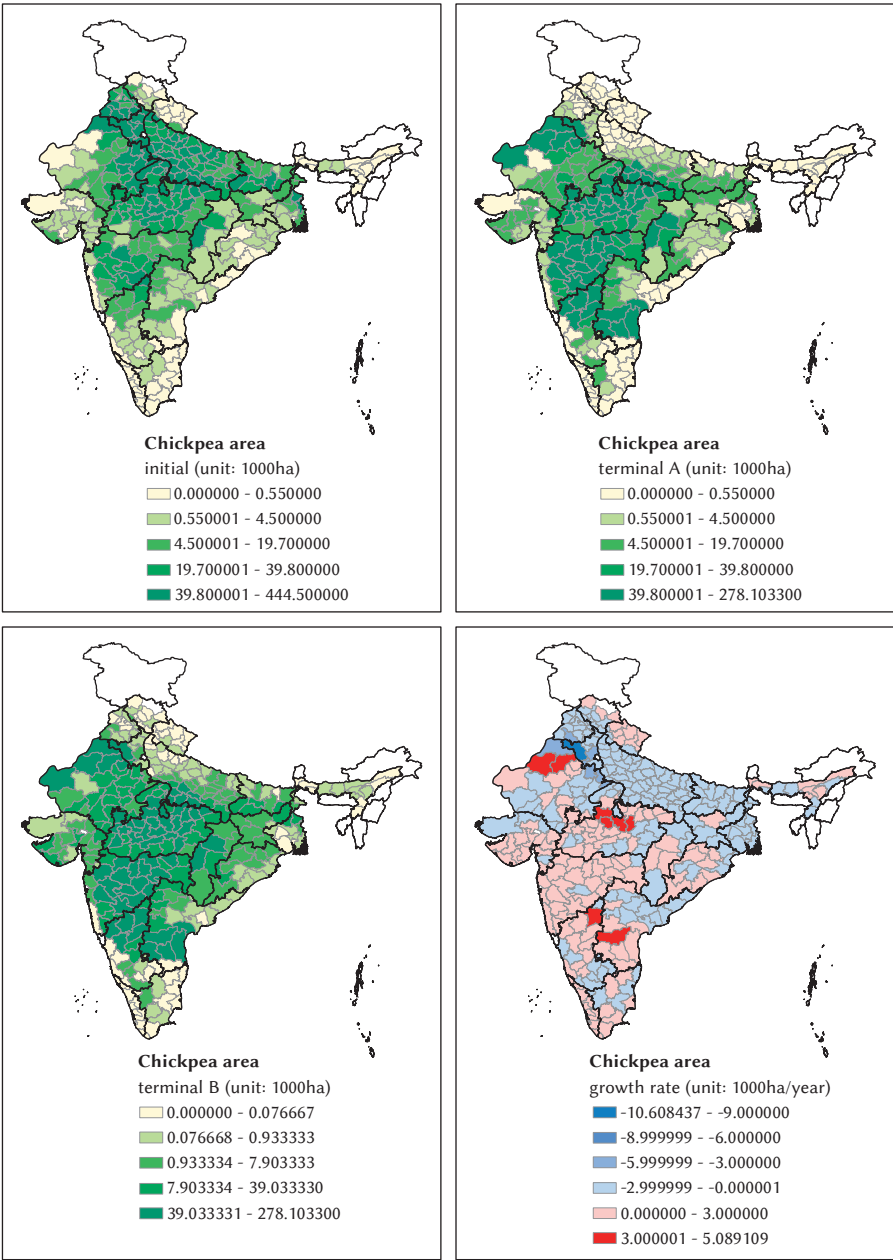 Chickpea area
initial (unit: 1000ha)
0.000000 - 0.550000
0.550001 - 4.500000
4.500001 - 19.700000
19.700001 - 39.800000
39.800001 - 444.500000
Chickpea area
terminal A (unit: 1000ha)
0.000000 - 0.550000
0.550001 - 4.500000
4.500001 - 19.700000
19.700001 - 39.800000
39.800001 - 278.103300
Chickpea area
terminal B (unit: 1000ha)
0.000000 - 0.076667
0.076668 - 0.933333
0.933334 - 7.903333
7.903334 - 39.033330
39.033331 - 278.103300
Chickpea area
growth rate (unit: 1000ha/year)
-10.608437 - -9.000000
-8.999999 - -6.000000
-5.999999 - -3.000000
-2.999999 - -0.000001
0.000000 - 3.000000
3.000001 - 5.089109